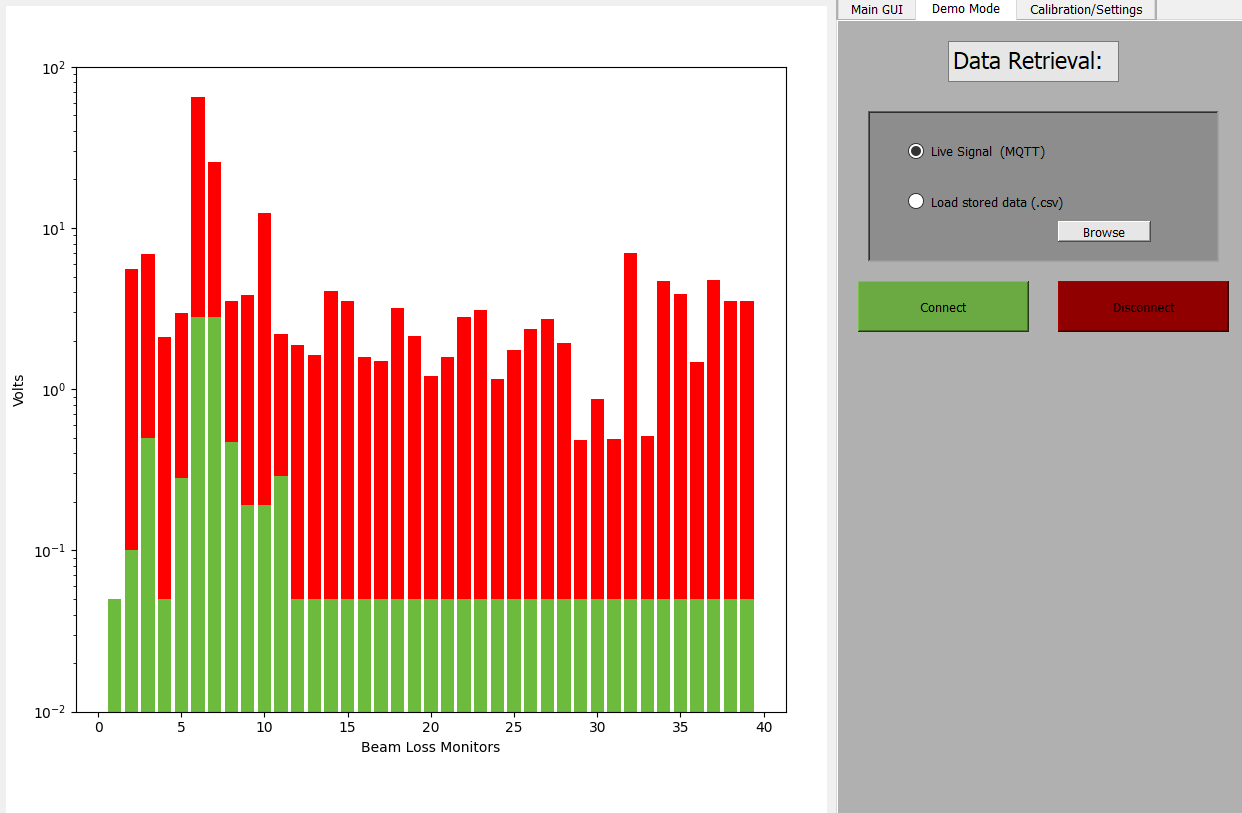 Main GUI
Demo Mode
Calibration/Settings
Data Retrieval:
Live Signal  (MQTT)
Load stored data (.csv)
Browse
Connect
Disconnect
10²
10¹
10⁰
10⁻¹
10⁻²
Volts
0 5 10 15 20 25 30 35 40
Beam Loss Monitors